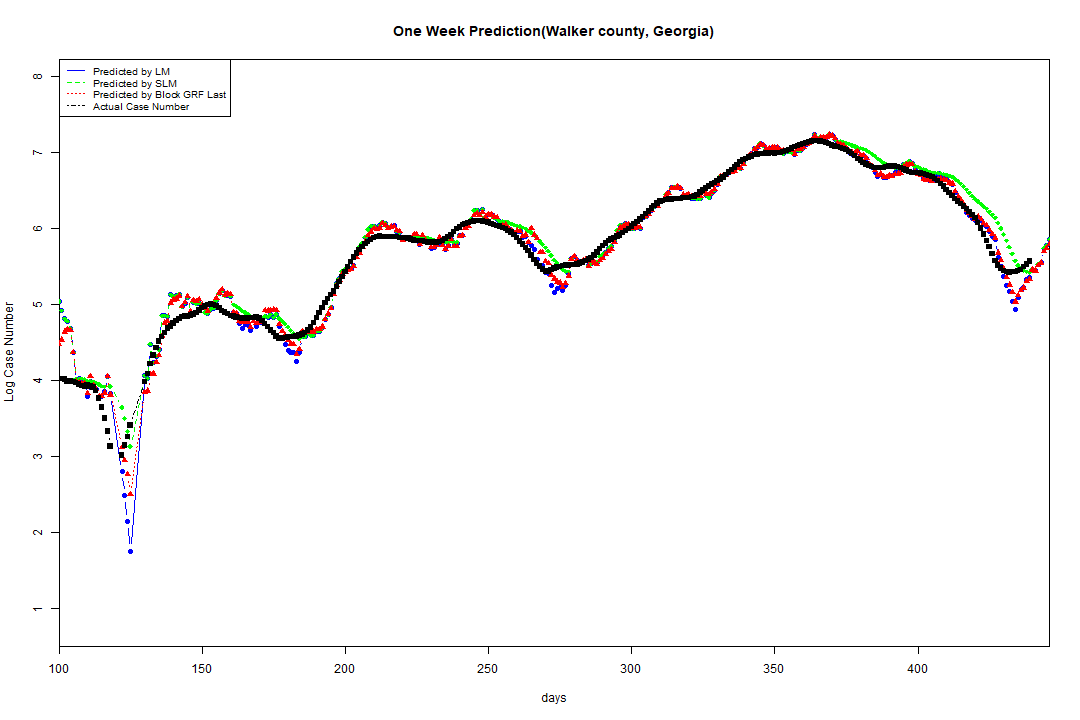 One Week Prediction(Walker county, Georgia)
Predicted by LM
Predicted by SLM
Predicted by Block GRF Last
Actual Case Number
8
7
6
5
4
3
2
1
Log Case Number
100 150 200 250 300 350 400
days